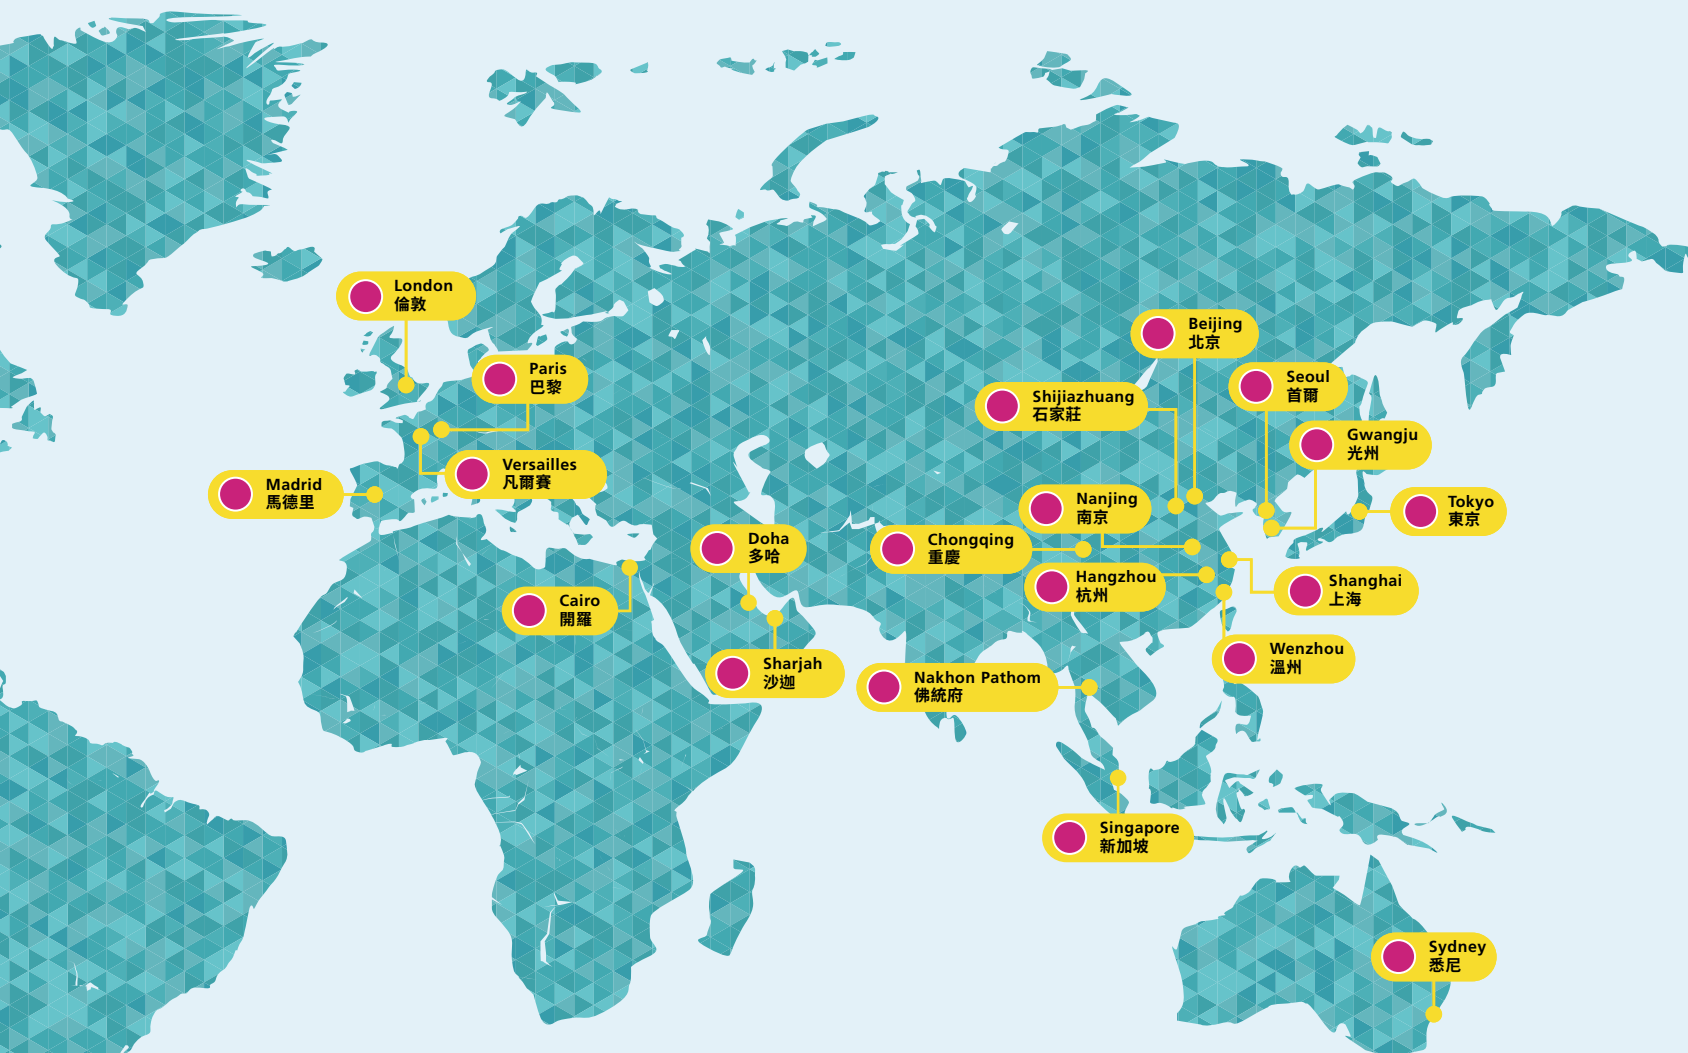 London
倫敦
Beijing
北京
Paris
巴黎
Seoul
首爾
Shijiazhuang
石家莊
Gwangju
光州
Versailles
凡爾賽
Madrid
馬德里
Nanjing
南京
Tokyo
東京
Doha
多哈
Chongqing
重慶
Hangzhou
杭州
Shanghai
上海
Cairo
開羅
Wenzhou
溫州
Sharjah
沙迦
Nakhon Pathom
佛統府
Singapore
新加坡
Sydney
悉尼